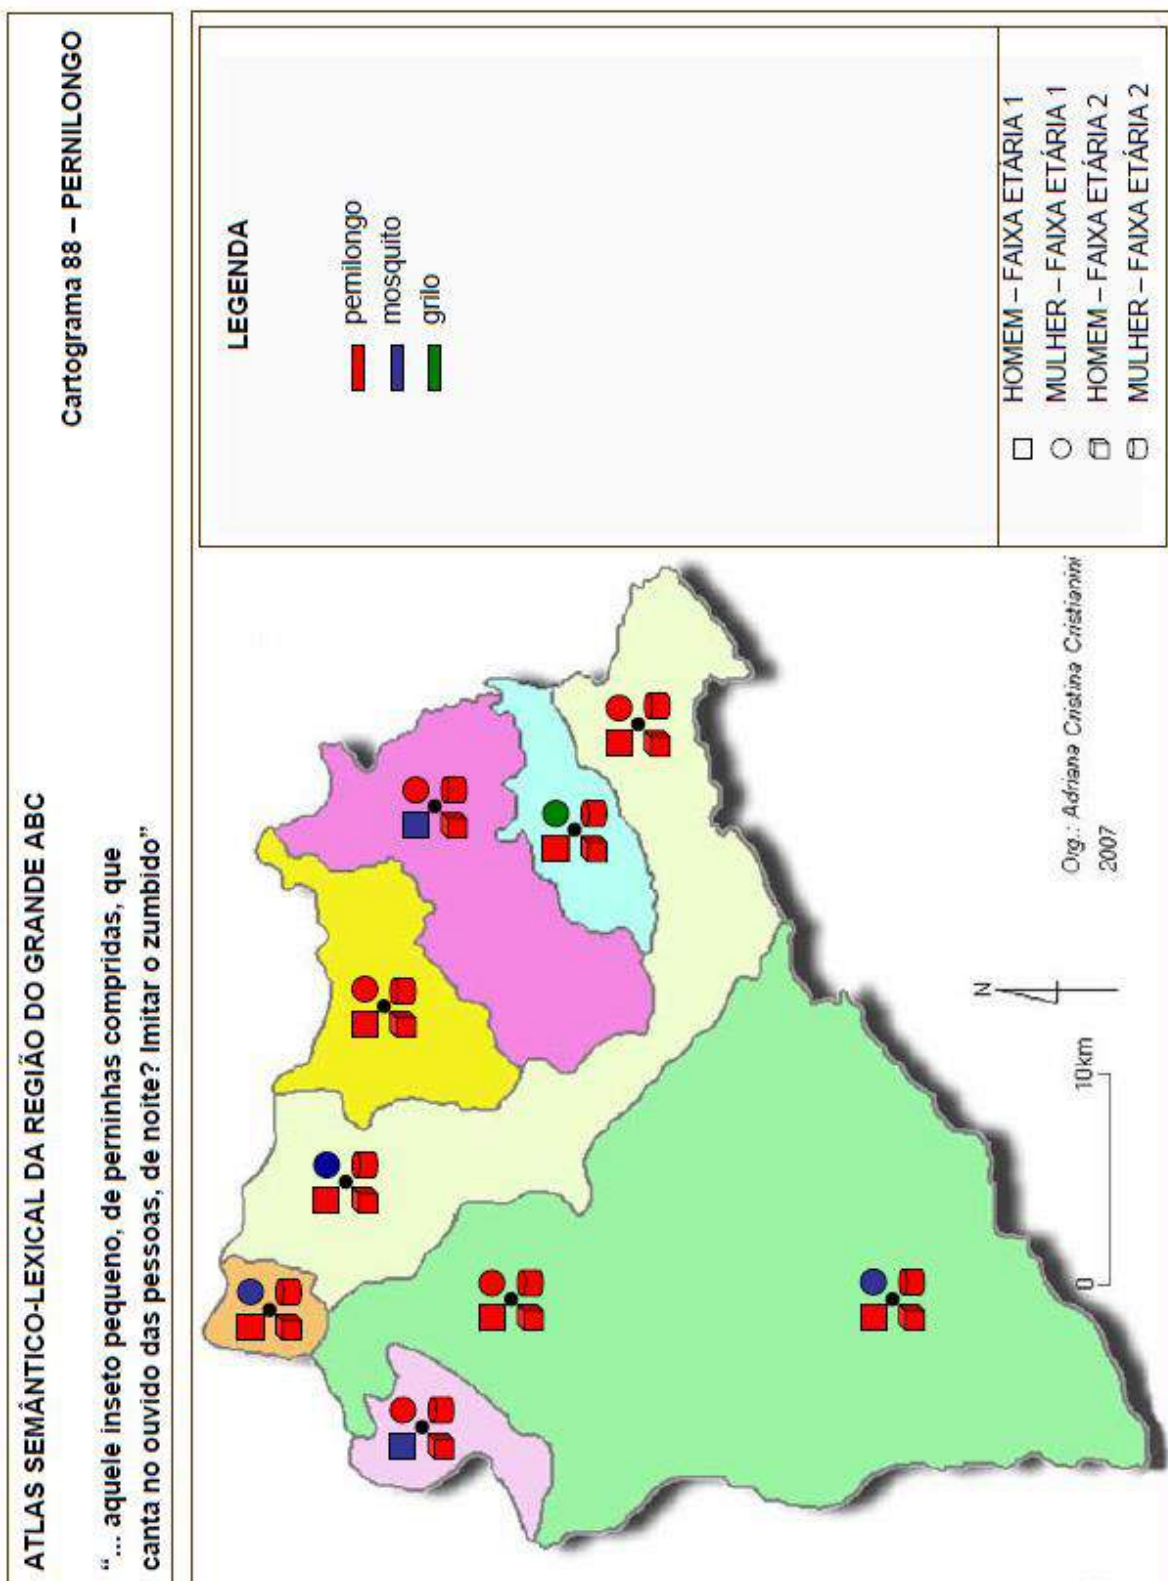 ATLAS SEMÂNTICO-LEXICAL DA REGIÃO DO GRANDE ABC
Cartograma 88 – PERNILONGO
“... aquele inseto pequeno, de perninhas compridas, que
canta no ouvido das pessoas, de noite? Imitar o zumbido”
LEGENDA
pernilongo
mosquito
grilo
HOMEM – FAIXA ETÁRIA 1
MULHER – FAIXA ETÁRIA 1
HOMEM – FAIXA ETÁRIA 2
MULHER – FAIXA ETÁRIA 2
N
0 10km
Org.: Adriana Cristina Cristianini
2007